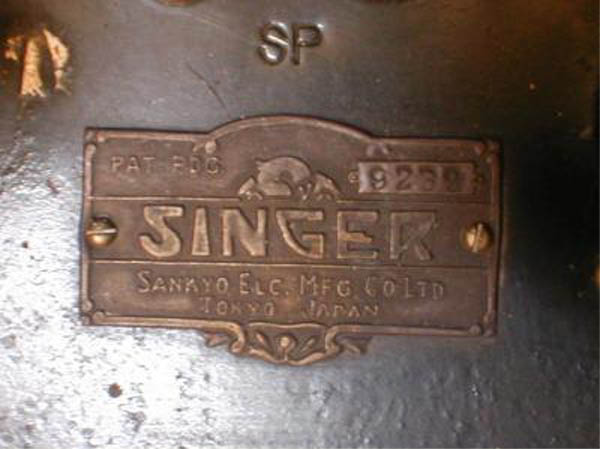 SP
PAT. PDG 9239
SINGER
SANKYO ELC. MFG. CO LTD
TOKYO JAPAN